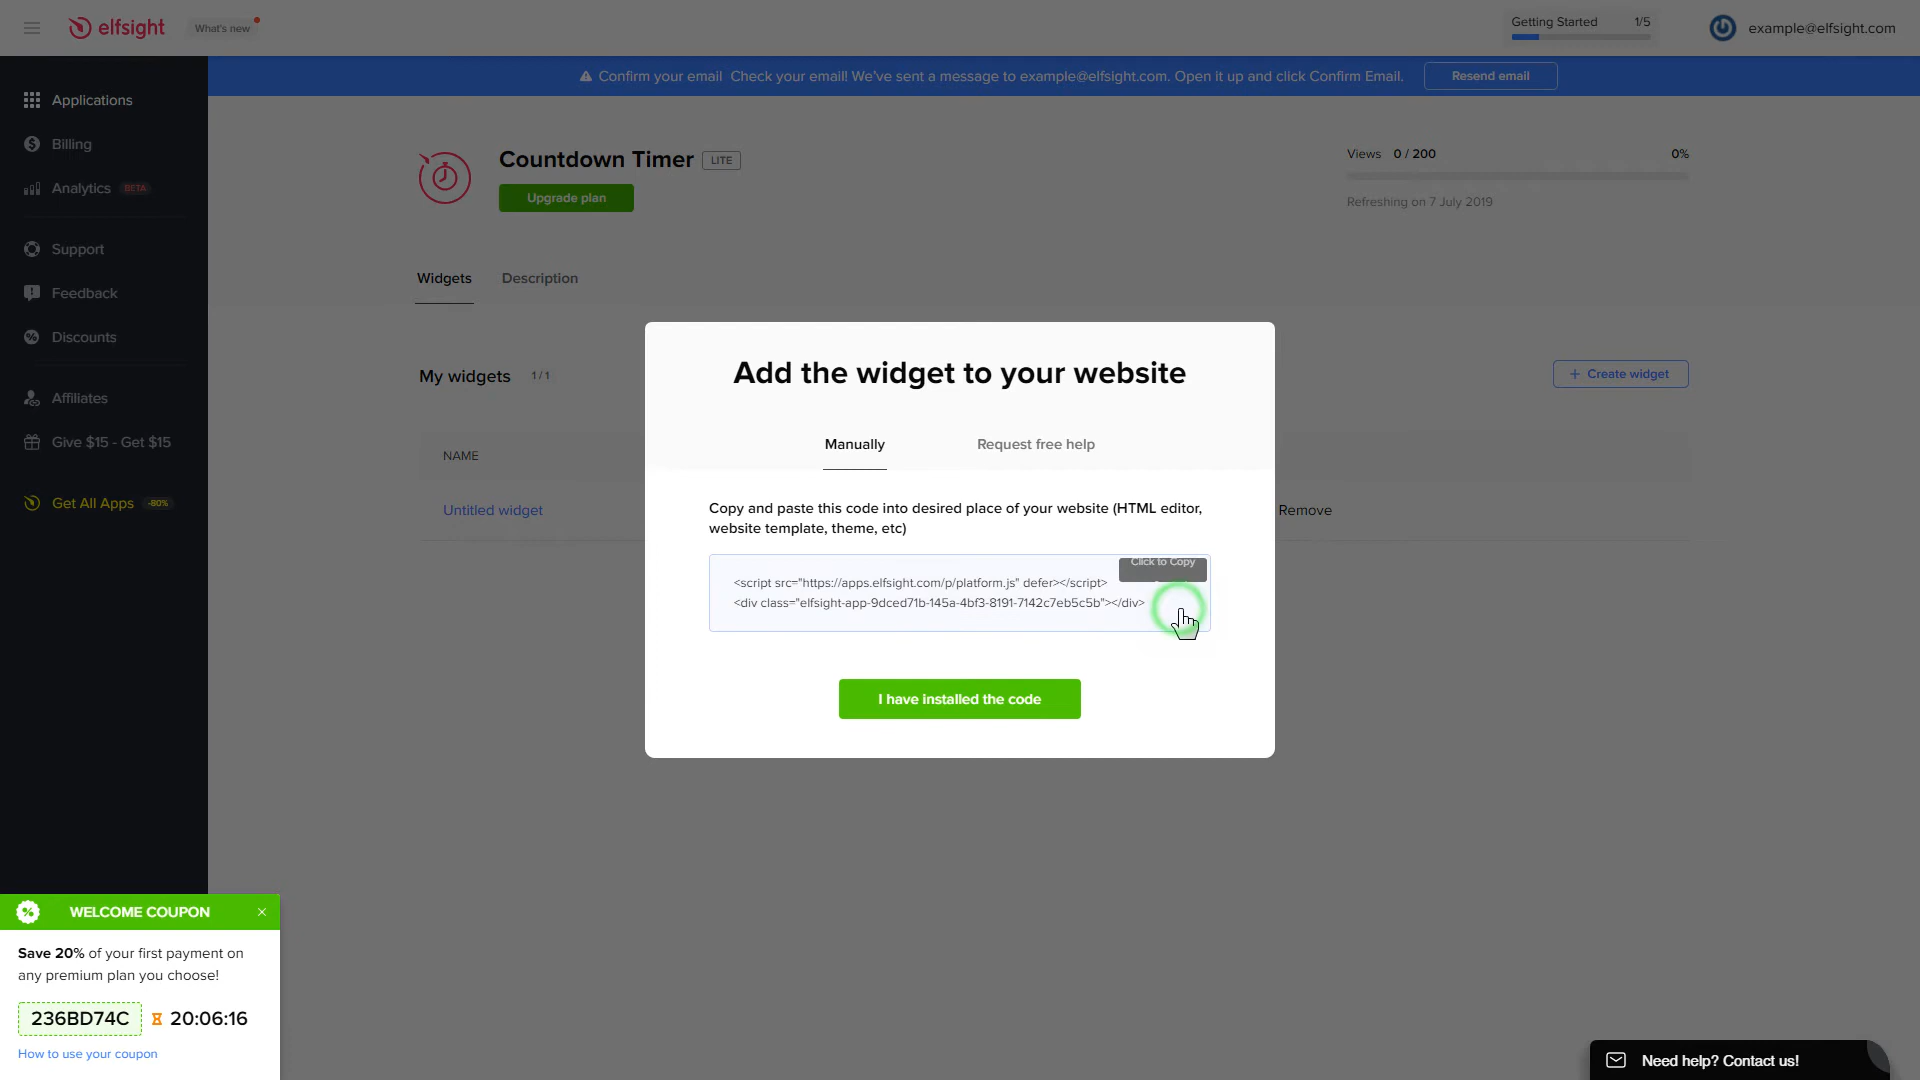 elfsight
What's new
Getting Started 1/5
example@elfsight.com
Confirm your email Check your email! We've sent a message to example@elfsight.com. Open it up and click Confirm Email.
Resend email
Applications
Billing
Analytics BETA
Support
Feedback
Discounts
Affiliates
Give $15 - Get $15
Get All Apps -80%
Countdown Timer LITE
Upgrade plan
Views 0 / 200 0%
Refreshing on 7 July 2019
Widgets Description
My widgets 1 / 1
+ Create widget
NAME
Untitled widget
Remove
Add the widget to your website
Manually Request free help
Copy and paste this code into desired place of your website (HTML editor,
website template, theme, etc)
Click to Copy
<script src="https://apps.elfsight.com/p/platform.js" defer></script>
<div class="elfsight-app-9dced71b-145a-4bf3-8191-7142c7eb5c5b"></div>
I have installed the code
WELCOME COUPON
Save 20% of your first payment on
any premium plan you choose!
236BD74C 20:06:16
How to use your coupon
Need help? Contact us!